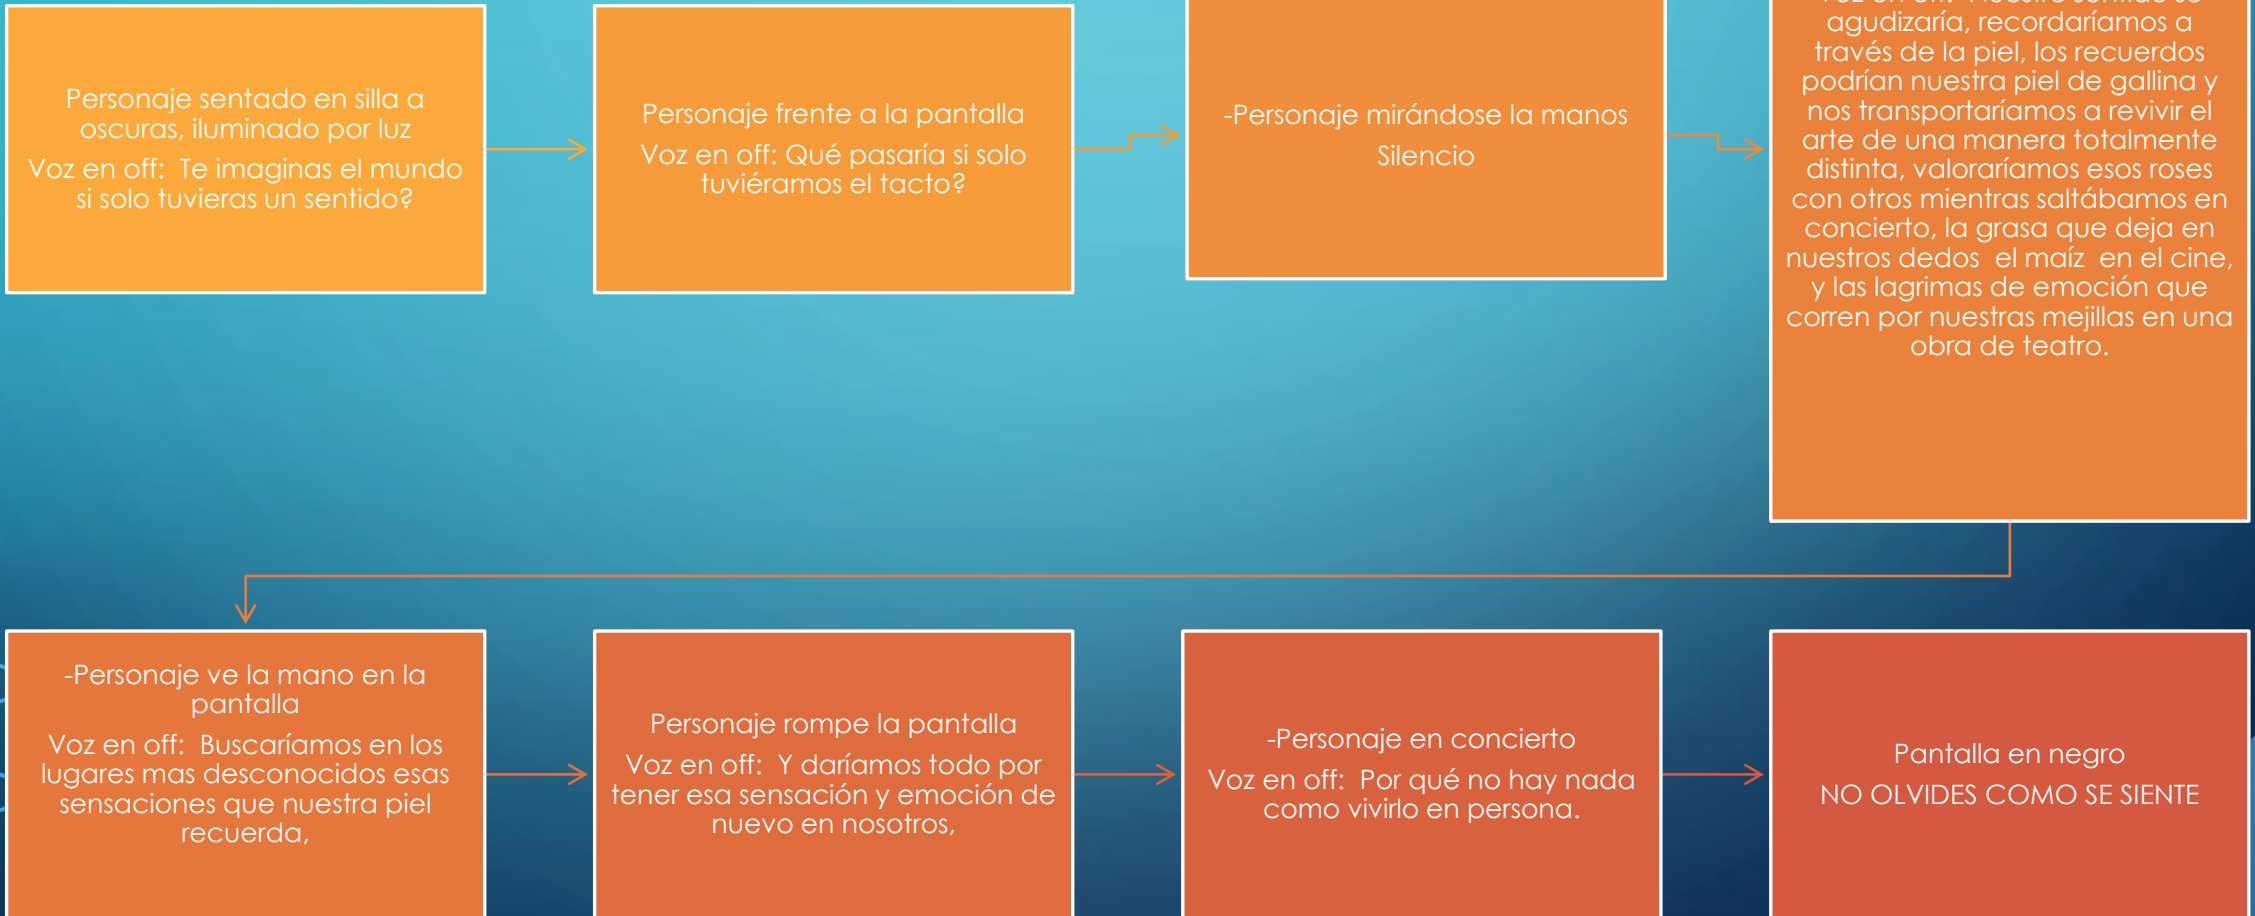 Personaje sentado en silla a
oscuras, iluminado por luz
Voz en off:  Te imaginas el mundo
si solo tuvieras un sentido?
Personaje frente a la pantalla
Voz en off: Qué pasaría si solo
tuviéramos el tacto?
-Personaje mirándose la manos
Silencio
Voz en off:  Nuestro sentido se
agudizaría, recordaríamos a
través de la piel, los recuerdos
podrían nuestra piel de gallina y
nos transportaríamos a revivir el
arte de una manera totalmente
distinta, valoraríamos esos roses
con otros mientras saltábamos en
concierto, la grasa que deja en
nuestros dedos  el maíz  en el cine,
y las lagrimas de emoción que
corren por nuestras mejillas en una
obra de teatro.
-Personaje ve la mano en la
pantalla
Voz en off:  Buscaríamos en los
lugares mas desconocidos esas
sensaciones que nuestra piel
recuerda,
Personaje rompe la pantalla
Voz en off:  Y daríamos todo por
tener esa sensación y emoción de
nuevo en nosotros,
-Personaje en concierto
Voz en off:  Por qué no hay nada
como vivirlo en persona.
Pantalla en negro
NO OLVIDES COMO SE SIENTE